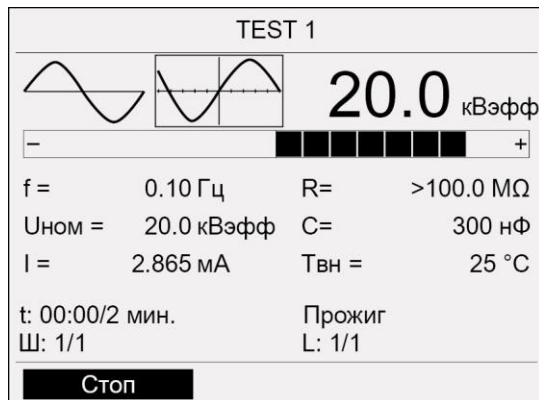 TEST 1
20.0 кВэфф
− +
f = 0.10 Гц R= >100.0 MΩ
Uном = 20.0 кВэфф C= 300 нФ
I = 2.865 мА Tвн = 25 °C
t: 00:00/2 мин. Прожиг
Ш: 1/1 L: 1/1
Стоп